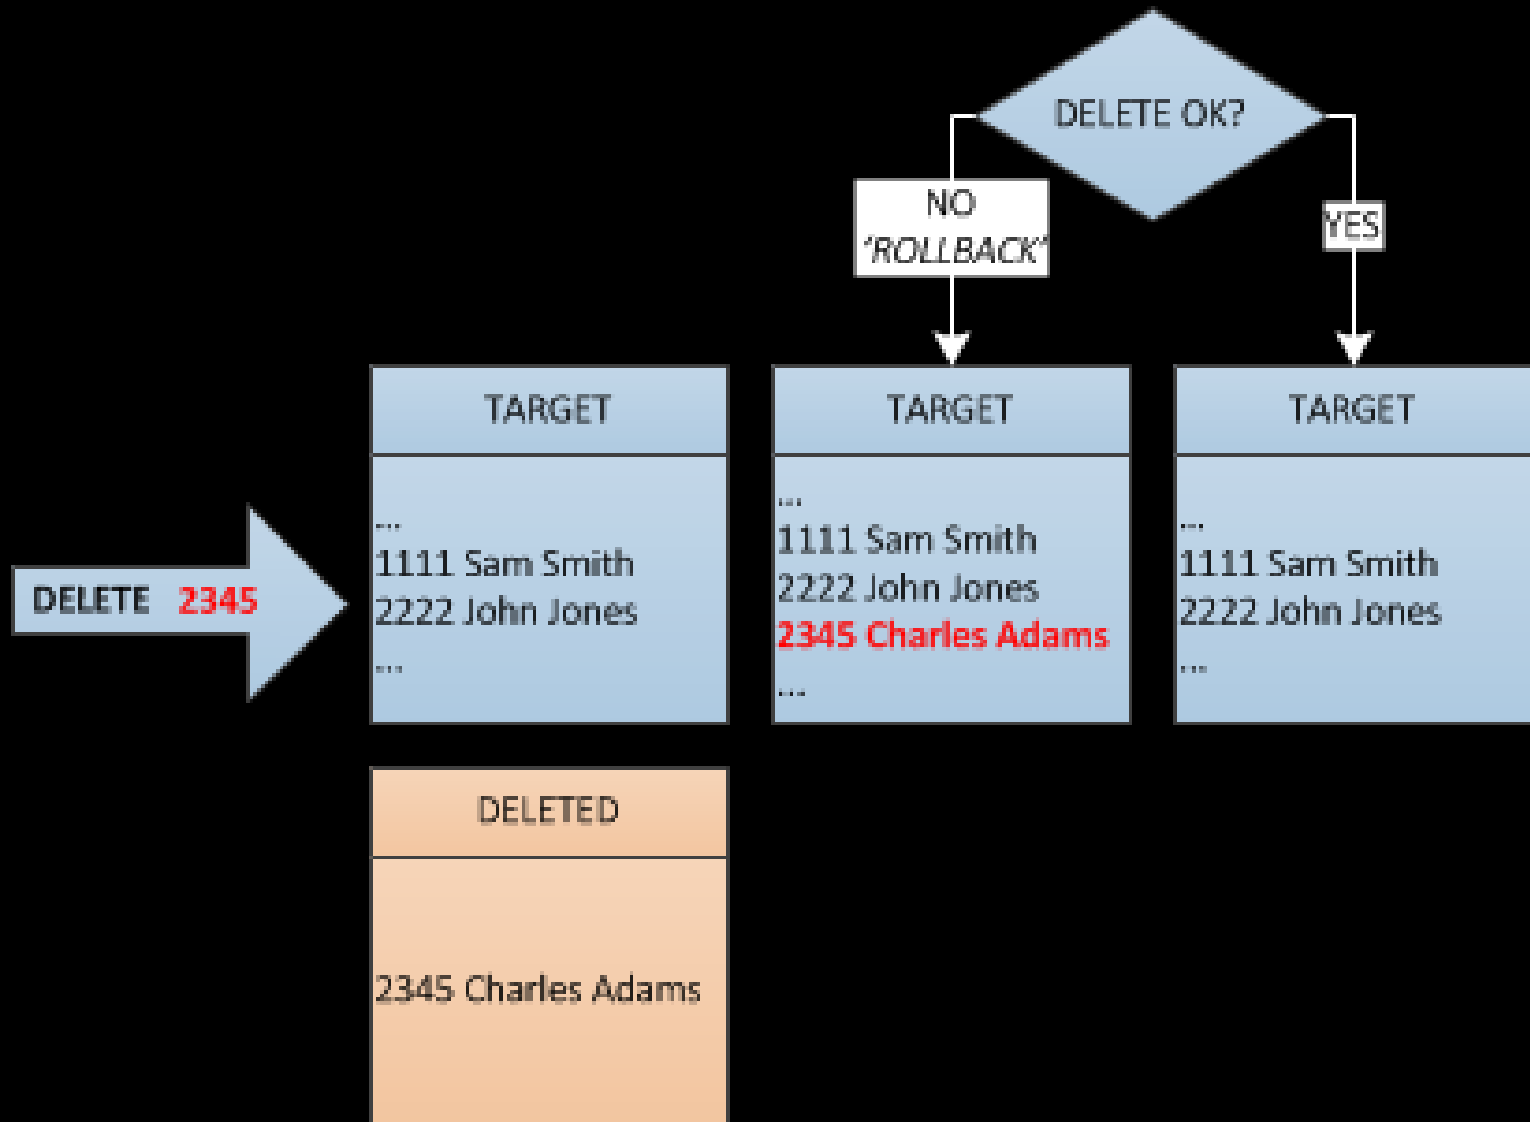 DELETE OK?
NO
‘ROLLBACK’
YES
DELETE 2345
TARGET
...
1111 Sam Smith
2222 John Jones
...
TARGET
...
1111 Sam Smith
2222 John Jones
2345 Charles Adams
...
TARGET
...
1111 Sam Smith
2222 John Jones
...
DELETED
2345 Charles Adams